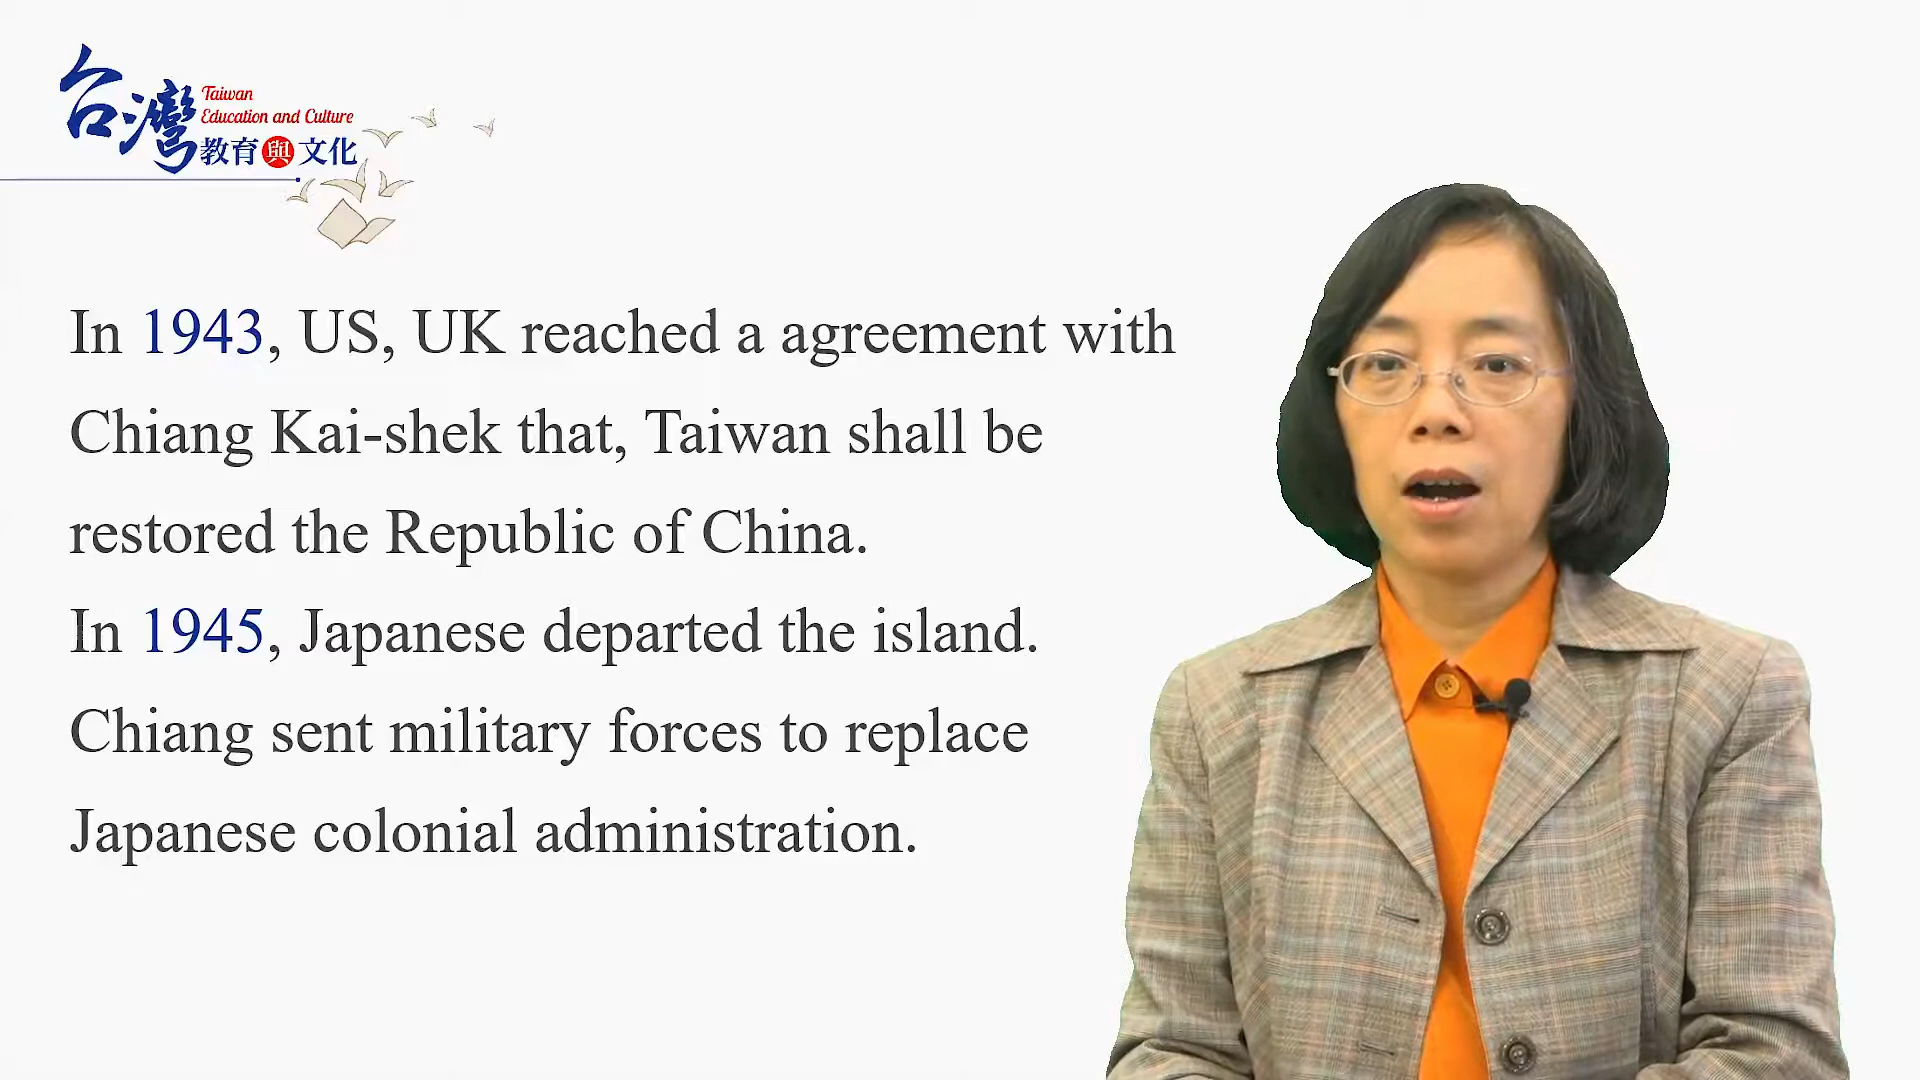 台灣
Taiwan
Education and Culture
教育與文化
In 1943, US, UK reached a agreement with
Chiang Kai-shek that, Taiwan shall be
restored the Republic of China.
In 1945, Japanese departed the island.
Chiang sent military forces to replace
Japanese colonial administration.